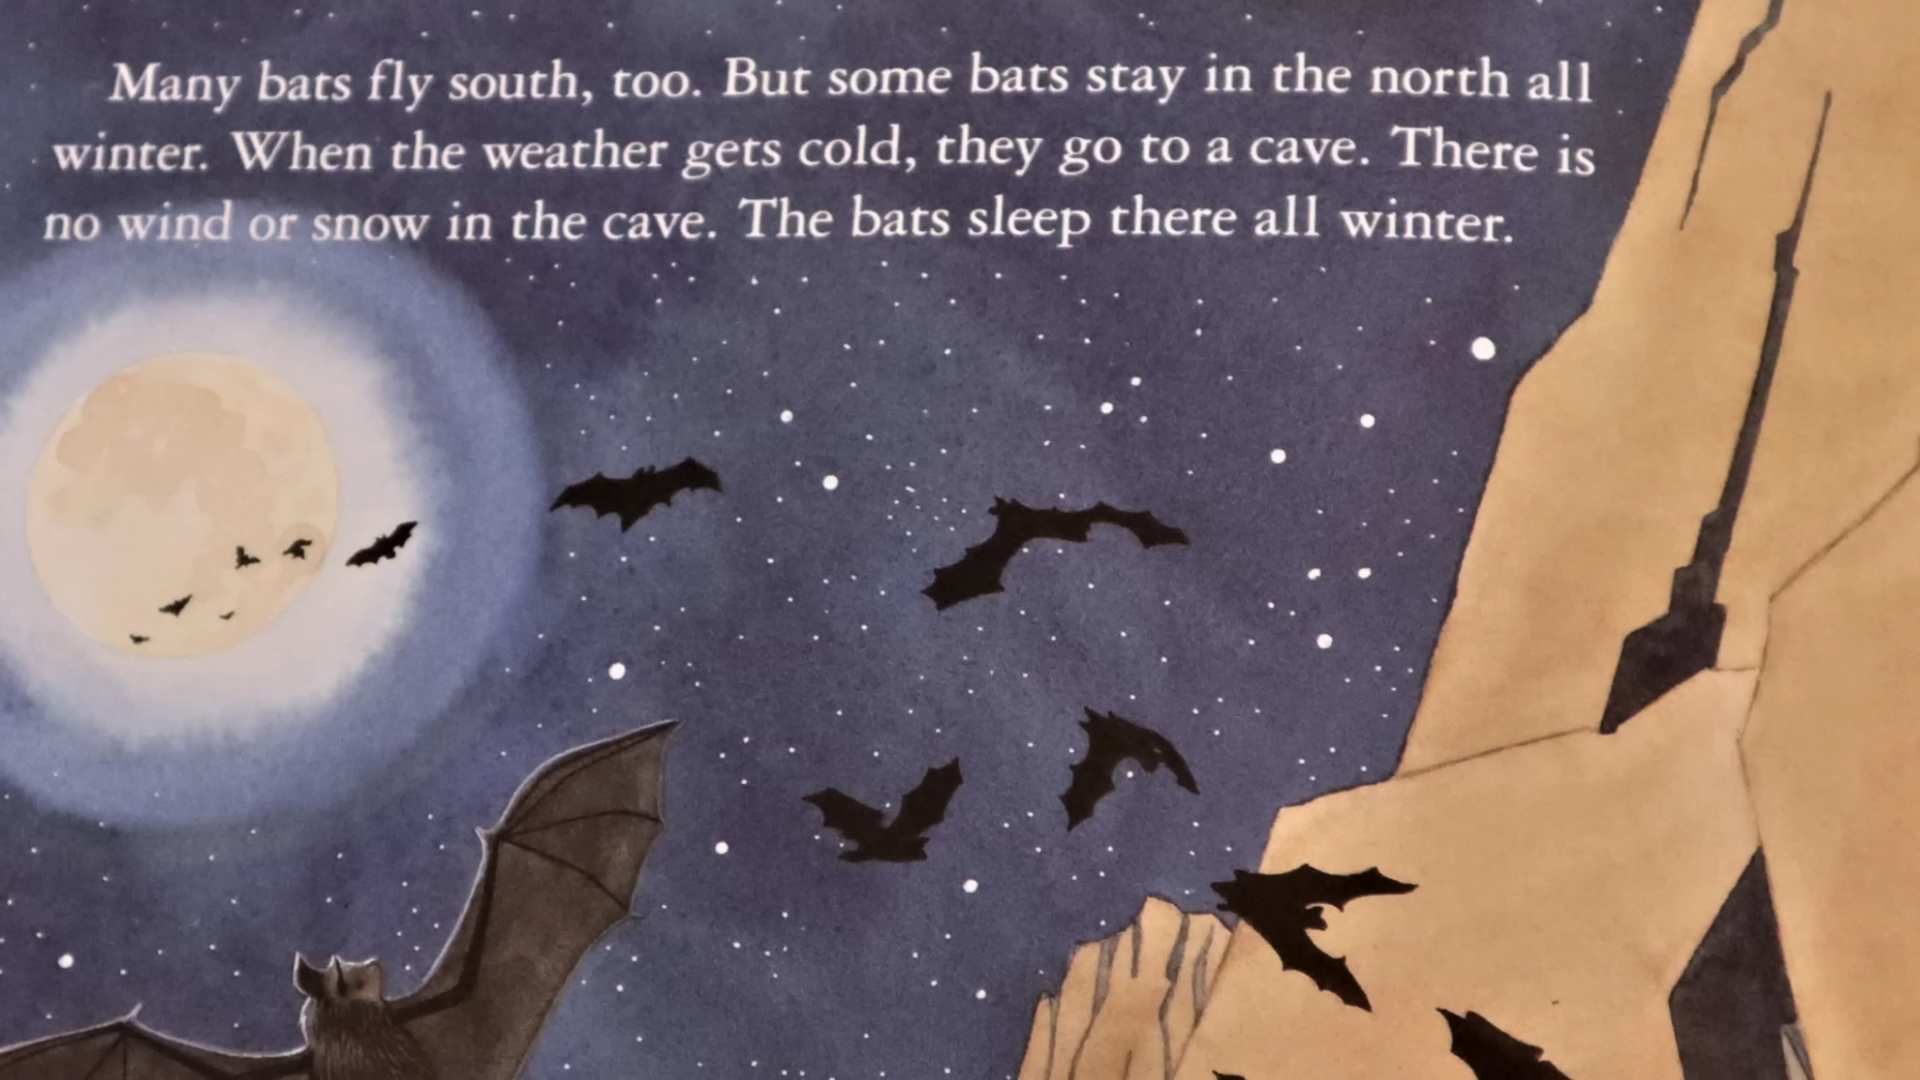 Many bats fly south, too. But some bats stay in the north all
winter. When the weather gets cold, they go to a cave. There is
no wind or snow in the cave. The bats sleep there all winter.